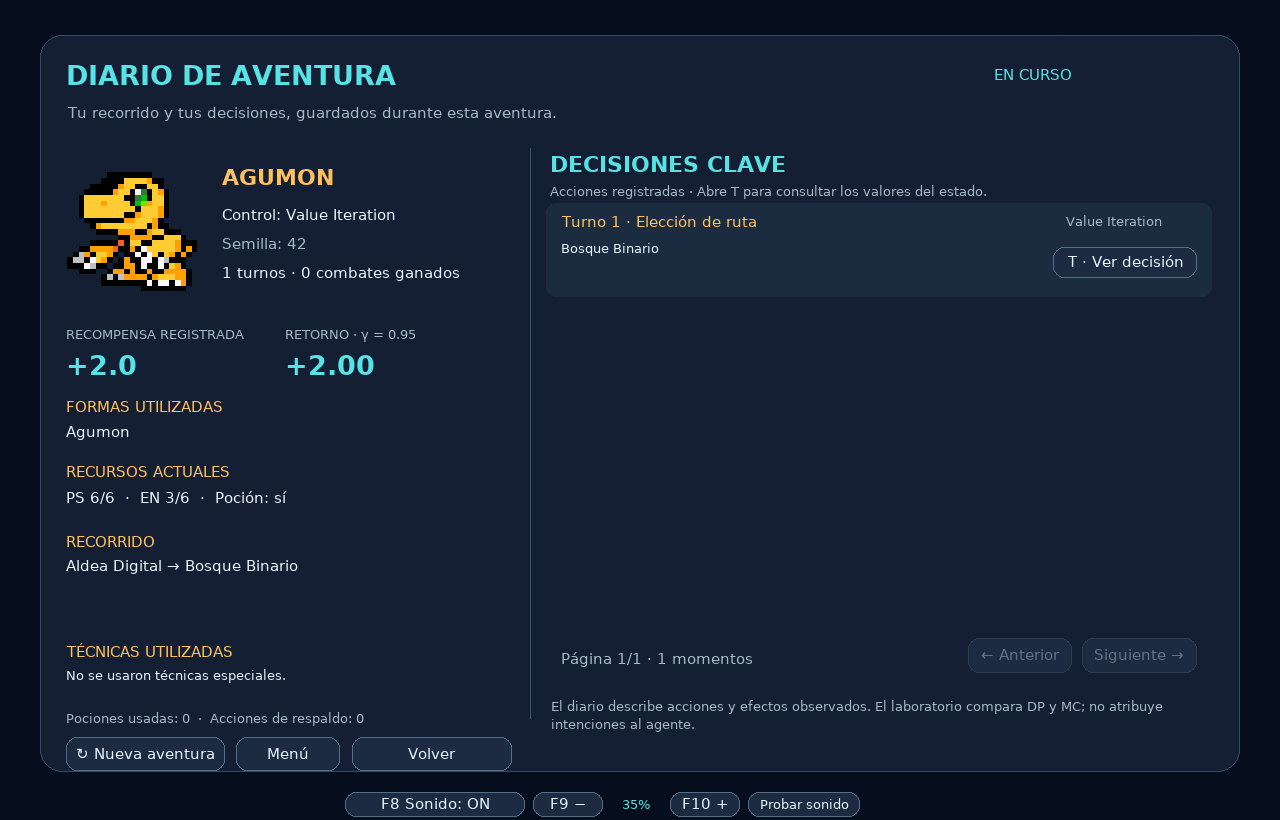 DIARIO DE AVENTURA
EN CURSO
Tu recorrido y tus decisiones, guardados durante esta aventura.
AGUMON
Control: Value Iteration
Semilla: 42
1 turnos · 0 combates ganados
RECOMPENSA REGISTRADA
+2.0
RETORNO · γ = 0.95
+2.00
FORMAS UTILIZADAS
Agumon
RECURSOS ACTUALES
PS 6/6 · EN 3/6 · Poción: sí
RECORRIDO
Aldea Digital → Bosque Binario
TÉCNICAS UTILIZADAS
No se usaron técnicas especiales.
Pociones usadas: 0 · Acciones de respaldo: 0
↻ Nueva aventura
Menú
Volver
DECISIONES CLAVE
Acciones registradas · Abre T para consultar los valores del estado.
Turno 1 · Elección de ruta
Value Iteration
Bosque Binario
T · Ver decisión
Página 1/1 · 1 momentos
← Anterior
Siguiente →
El diario describe acciones y efectos observados. El laboratorio compara DP y MC; no atribuye
intenciones al agente.
F8 Sonido: ON
F9 −
35%
F10 +
Probar sonido